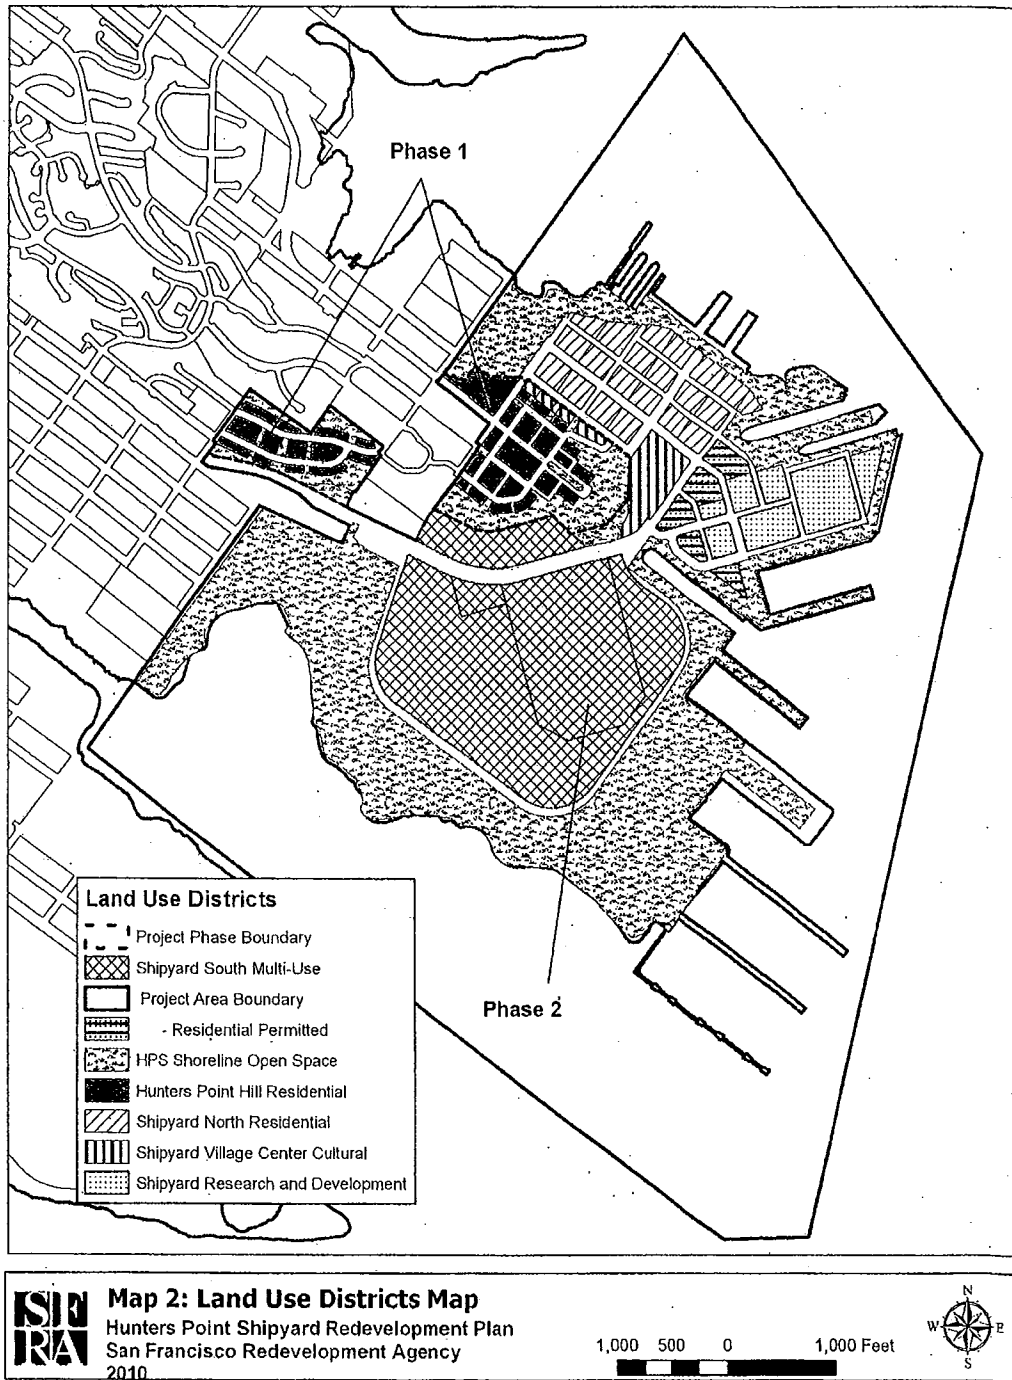 Phase 1
Phase 2
Land Use Districts
Project Phase Boundary
Shipyard South Multi-Use
Project Area Boundary
- Residential Permitted
HPS Shoreline Open Space
Hunters Point Hill Residential
Shipyard North Residential
Shipyard Village Center Cultural
Shipyard Research and Development
SF
RA
Map 2: Land Use Districts Map
Hunters Point Shipyard Redevelopment Plan
San Francisco Redevelopment Agency
2010
1,000 500 0 1,000 Feet
N
W E
S